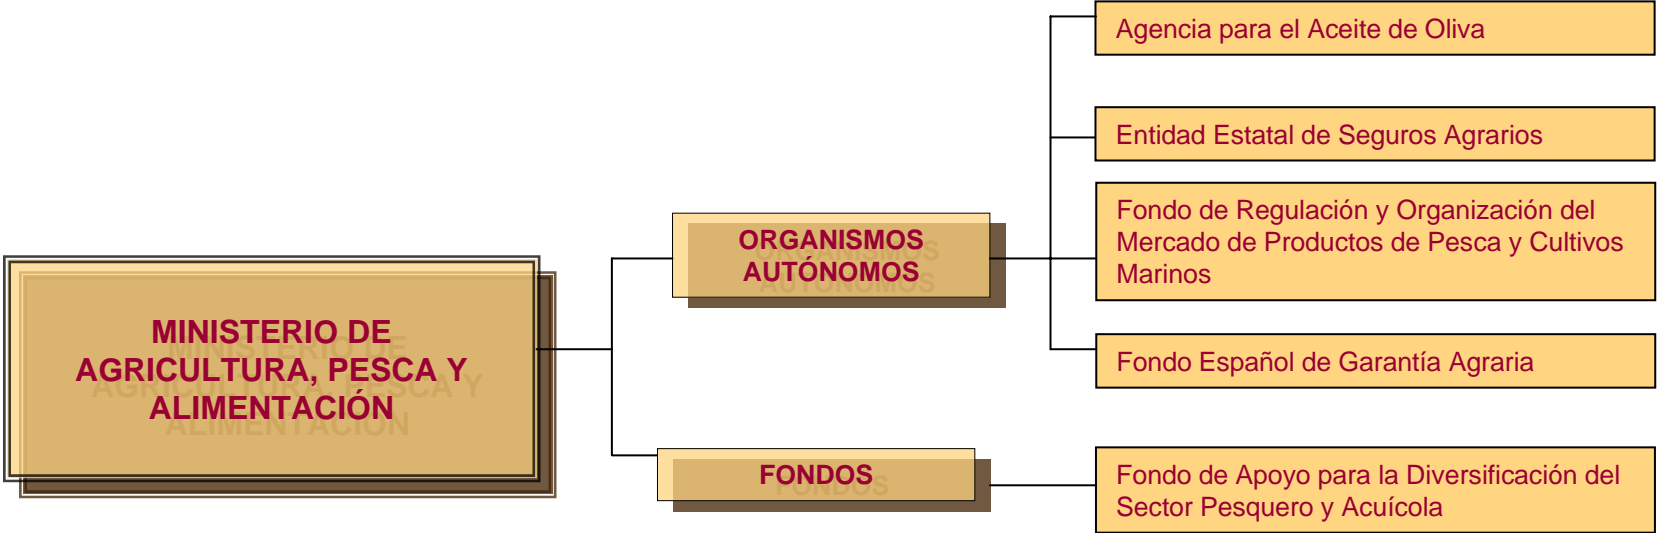 MINISTERIO DE
AGRICULTURA, PESCA Y
ALIMENTACIÓN
ORGANISMOS
AUTÓNOMOS
Agencia para el Aceite de Oliva
Entidad Estatal de Seguros Agrarios
Fondo de Regulación y Organización del
Mercado de Productos de Pesca y Cultivos
Marinos
Fondo Español de Garantía Agraria
FONDOS
Fondo de Apoyo para la Diversificación del
Sector Pesquero y Acuícola